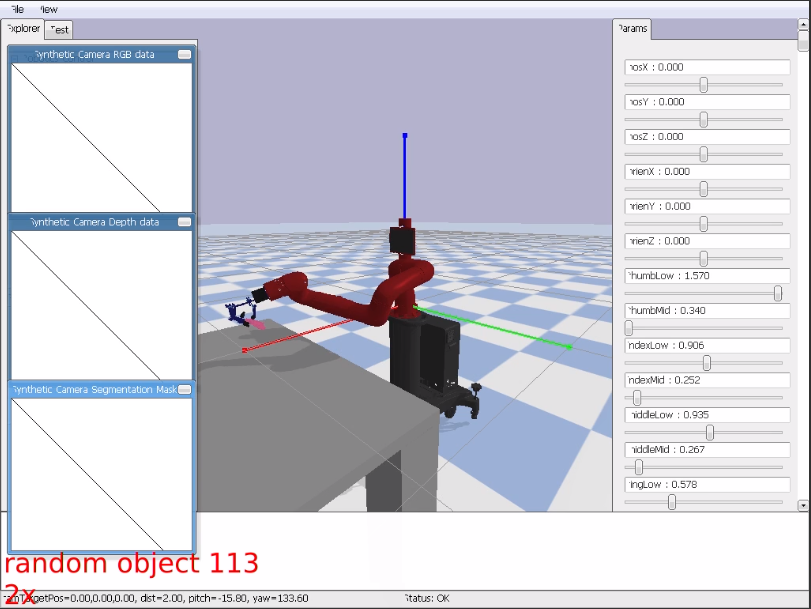 File View
Explorer Test
Params
Synthetic Camera RGB data
Synthetic Camera Depth data
Synthetic Camera Segmentation Mask
posX : 0.000
posY : 0.000
posZ : 0.000
orienX : 0.000
orienY : 0.000
orienZ : 0.000
thumbLow : 1.570
thumbMid : 0.340
indexLow : 0.906
indexMid : 0.252
middleLow : 0.935
middleMid : 0.267
ringLow : 0.578
random object 113
2x
camTargetPos=0.00,0.00,0.00, dist=2.00, pitch=-15.80, yaw=133.60 Status: OK